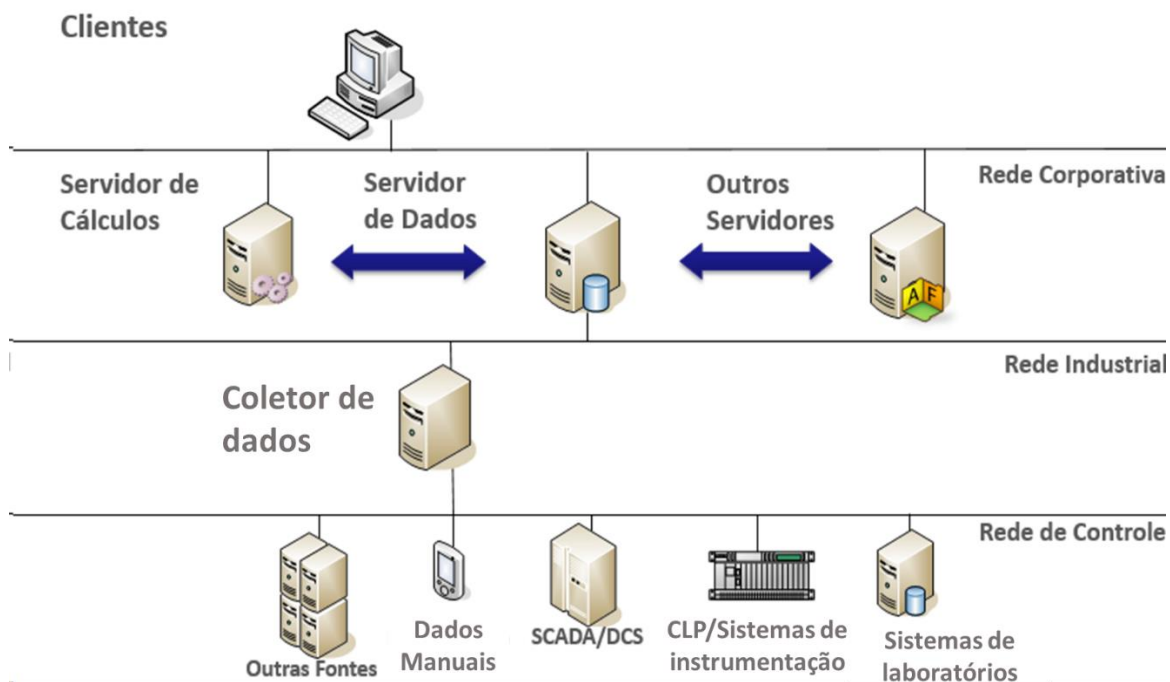 Clientes
Servidor de
Cálculos
Servidor
de Dados
Outros
Servidores
Rede Corporativa
A F
Rede Industrial
Coletor de
dados
Rede de Controle
Outras Fontes
Dados
Manuais
SCADA/DCS
CLP/Sistemas de
instrumentação
Sistemas de
laboratórios